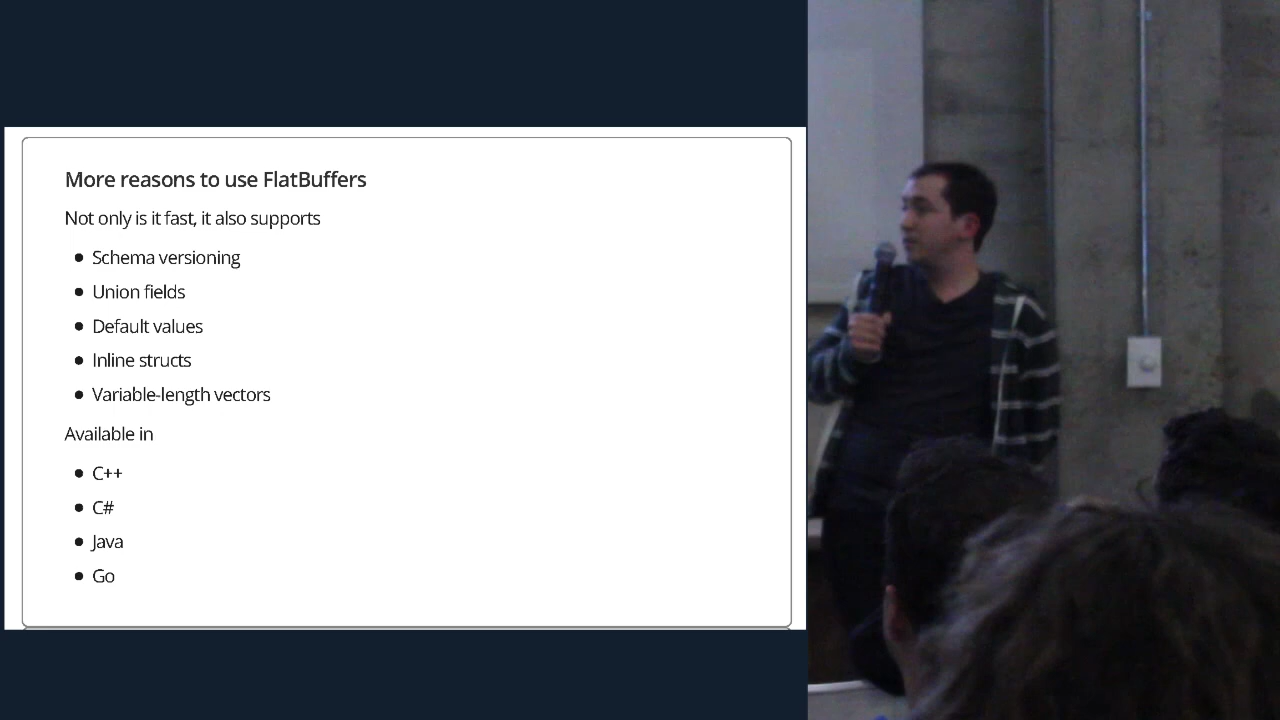 More reasons to use FlatBuffers
Not only is it fast, it also supports
Schema versioning
Union fields
Default values
Inline structs
Variable-length vectors
Available in
C++
C#
Java
Go